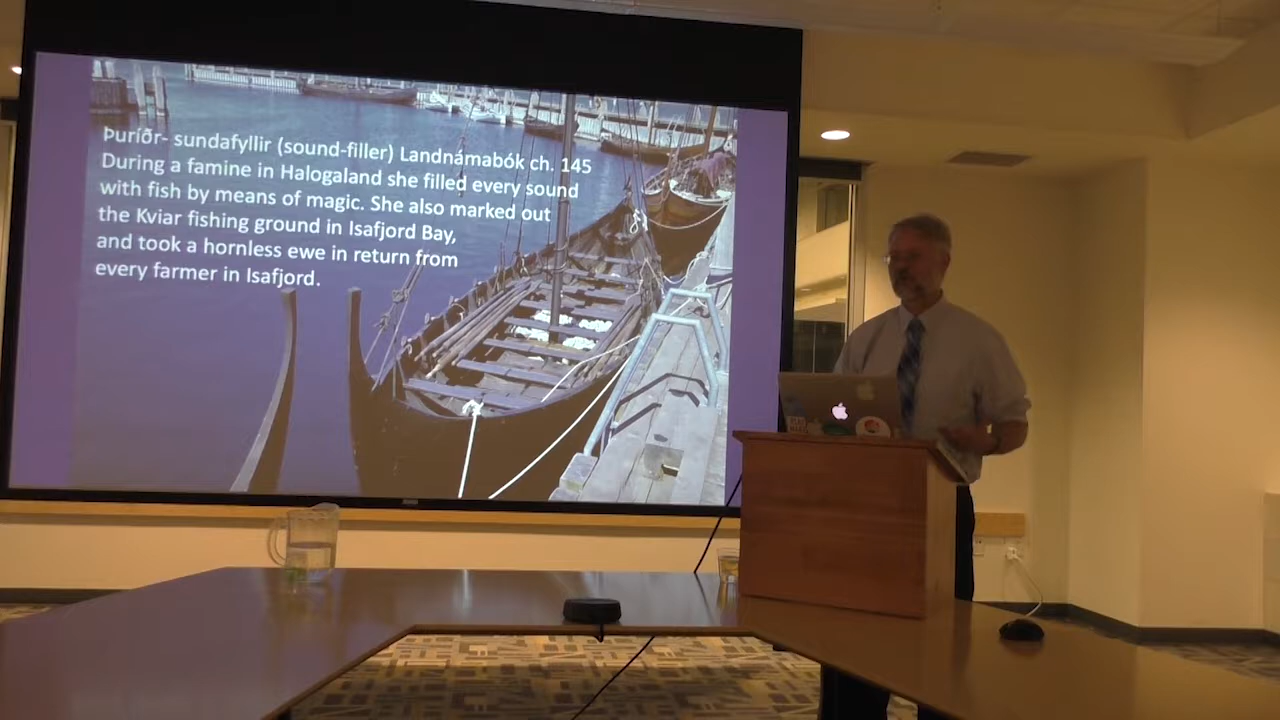 Þuríðr- sundafyllir (sound-filler) Landnámabók ch. 145
During a famine in Halogaland she filled every sound
with fish by means of magic. She also marked out
the Kviar fishing ground in Isafjord Bay,
and took a hornless ewe in return from
every farmer in Isafjord.